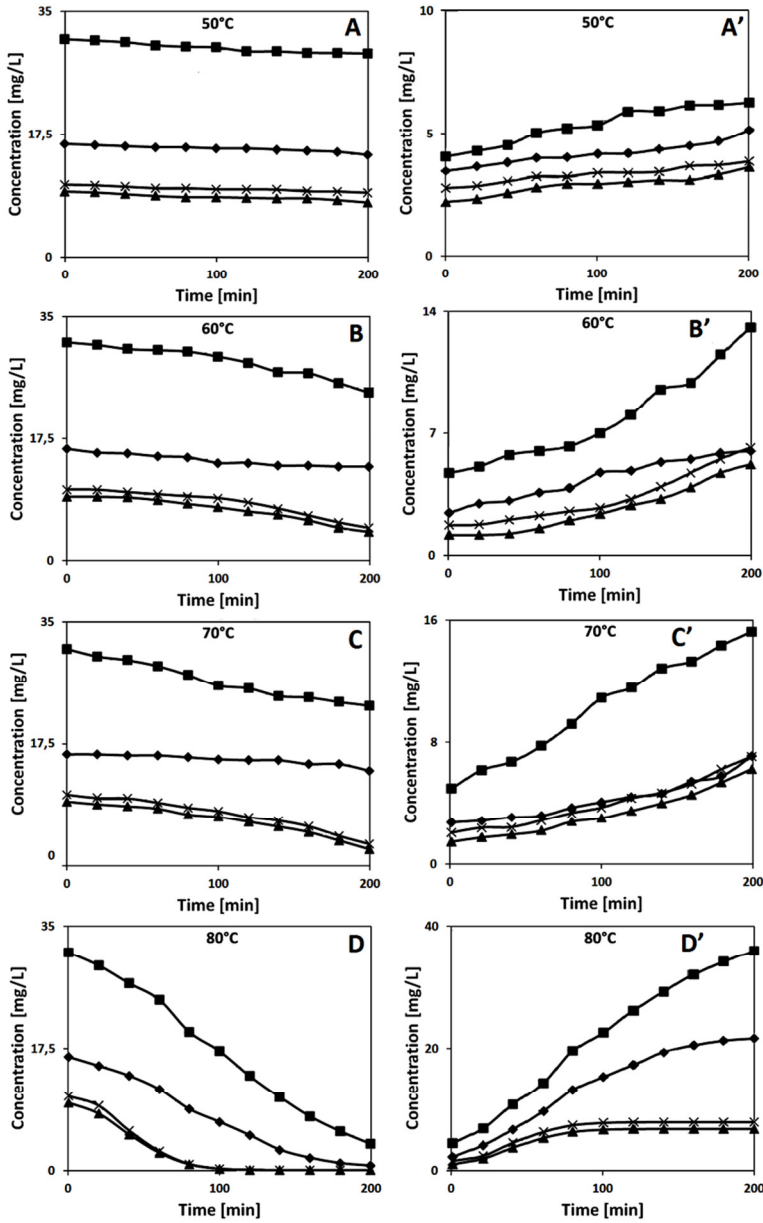 35
50°C
A
Concentration [mg/L]
17,5
0
0
100
200
Time [min]
10
50°C
A’
Concentration [mg/L]
5
0
0
100
200
Time [min]
35
60°C
B
Concentration [mg/L]
17,5
0
0
100
200
Time [min]
14
60°C
B’
Concentration [mg/L]
7
0
0
100
200
Time [min]
35
70°C
C
Concentration [mg/L]
17,5
0
0
100
200
Time [min]
16
70°C
C’
Concentration [mg/L]
8
0
0
100
200
Time [min]
35
80°C
D
Concentration [mg/L]
17,5
0
0
100
200
Time [min]
40
80°C
D’
Concentration [mg/L]
20
0
0
100
200
Time [min]